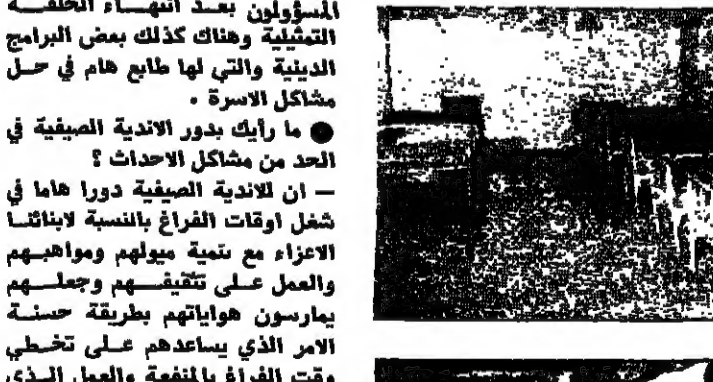 المسؤولون بعد انتهاء الحلقة
التمثيلية وهناك كذلك بعض البرامج
الدينية والتي لها طابع هام في حل
مشاكل الاسرة .
● ما رأيك بدور الاندية الصيفية في
الحد من مشاكل الاحداث ؟
— ان للاندية الصيفية دورا هاما في
شغل اوقات الفراغ بالنسبة لابنائنا
الاعزاء مع تنمية ميولهم ومواهبهم
والعمل على تثقيفهم وجعلهم
يمارسون هواياتهم بطريقة حسنة
الامر الذي يساعدهم على تخطي
وقت الفراغ بالمنفعة والعمل الذي